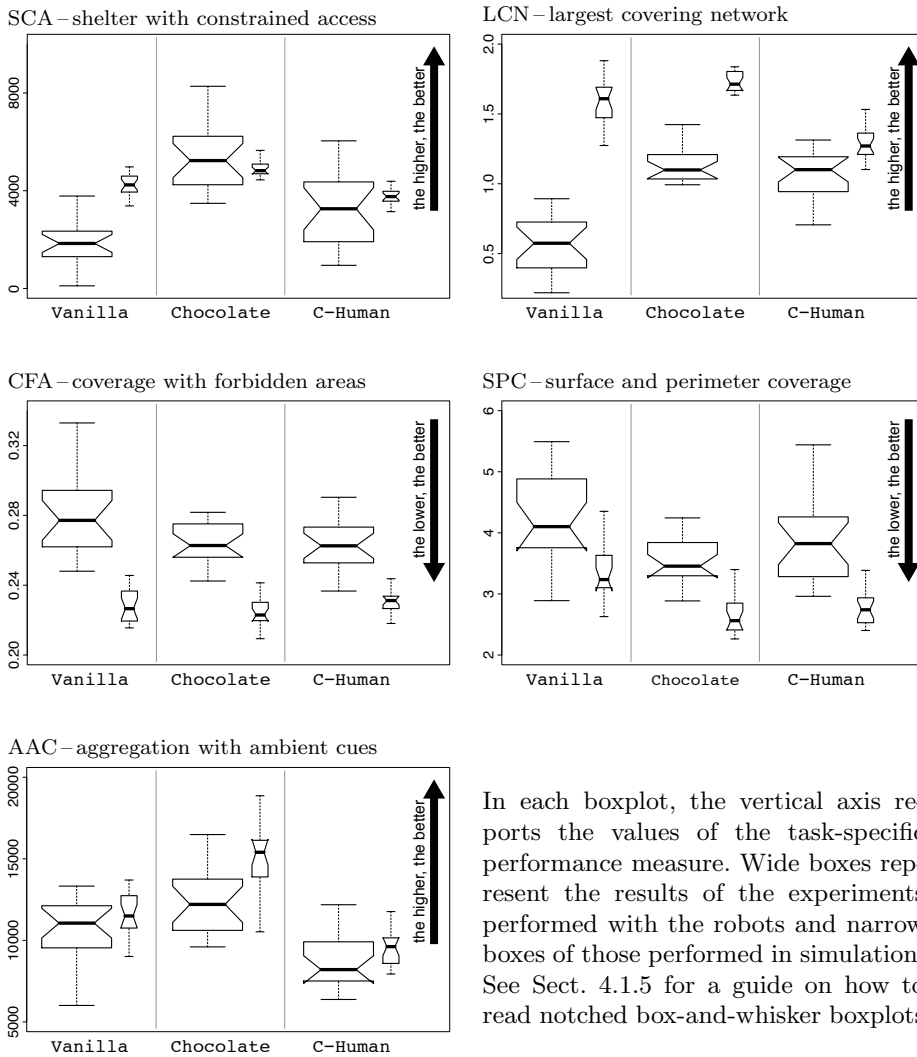 SCA – shelter with constrained access
8000
4000
0
the higher, the better
Vanilla Chocolate C-Human
LCN – largest covering network
2.0
1.5
1.0
0.5
the higher, the better
Vanilla Chocolate C-Human
CFA – coverage with forbidden areas
0.32
0.28
0.24
0.20
the lower, the better
Vanilla Chocolate C-Human
SPC – surface and perimeter coverage
6
5
4
3
2
the lower, the better
Vanilla Chocolate C-Human
AAC – aggregation with ambient cues
20000
15000
10000
5000
the higher, the better
Vanilla Chocolate C-Human
In each boxplot, the vertical axis re-
ports the values of the task-specific
performance measure. Wide boxes rep-
resent the results of the experiments
performed with the robots and narrow
boxes of those performed in simulation
See Sect. 4.1.5 for a guide on how to
read notched box-and-whisker boxplots